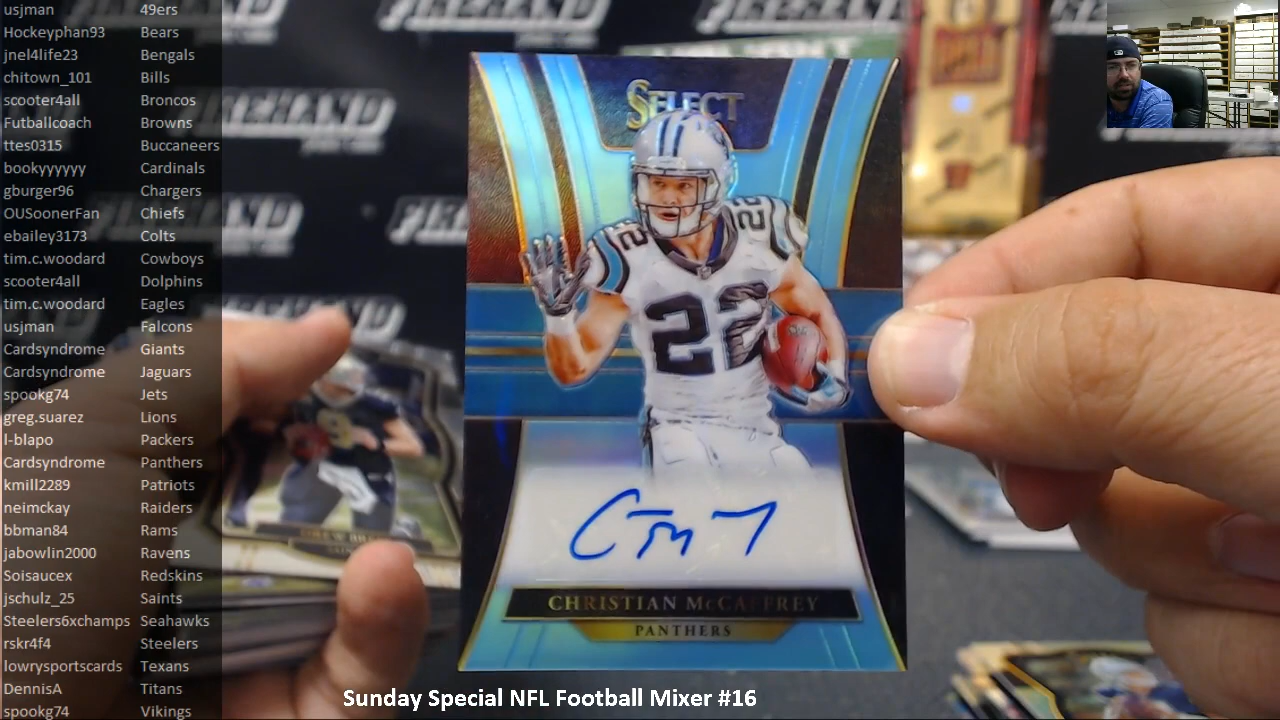 usjman 49ers
Hockeyphan93 Bears
jnel4life23 Bengals
chitown_101 Bills
scooter4all Broncos
Futballcoach Browns
ttes0315 Buccaneers
bookyyyyyy Cardinals
gburger96 Chargers
OUSoonerFan Chiefs
ebailey3173 Colts
tim.c.woodard Cowboys
scooter4all Dolphins
tim.c.woodard Eagles
usjman Falcons
Cardsyndrome Giants
Cardsyndrome Jaguars
spookg74 Jets
greg.suarez Lions
l-blapo Packers
Cardsyndrome Panthers
kmill2289 Patriots
neimckay Raiders
bbman84 Rams
jabowlin2000 Ravens
Soisaucex Redskins
jschulz_25 Saints
Steelers6xchamps Seahawks
rskr4f4 Steelers
lowrysportscards Texans
DennisA Titans
spookg74 Vikings
SELECT
22
22
22
CHRISTIAN McCAFFREY
PANTHERS
FIREHAND
Sunday Special NFL Football Mixer #16